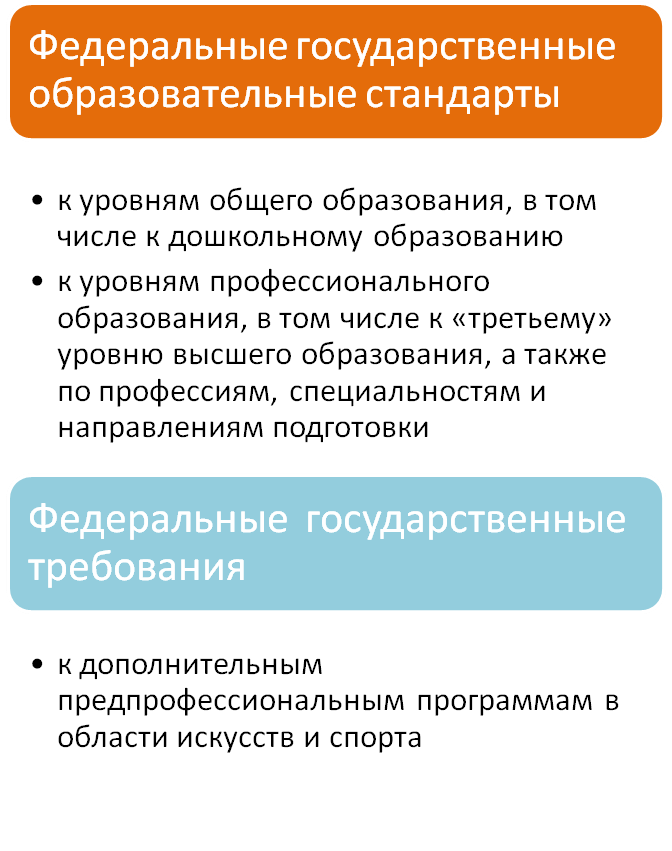 Федеральные государственные
образовательные стандарты
• к уровням общего образования, в том
числе к дошкольному образованию
• к уровням профессионального
образования, в том числе к «третьему»
уровню высшего образования, а также
по профессиям, специальностям и
направлениям подготовки
Федеральные государственные
требования
• к дополнительным
предпрофессиональным программам в
области искусств и спорта